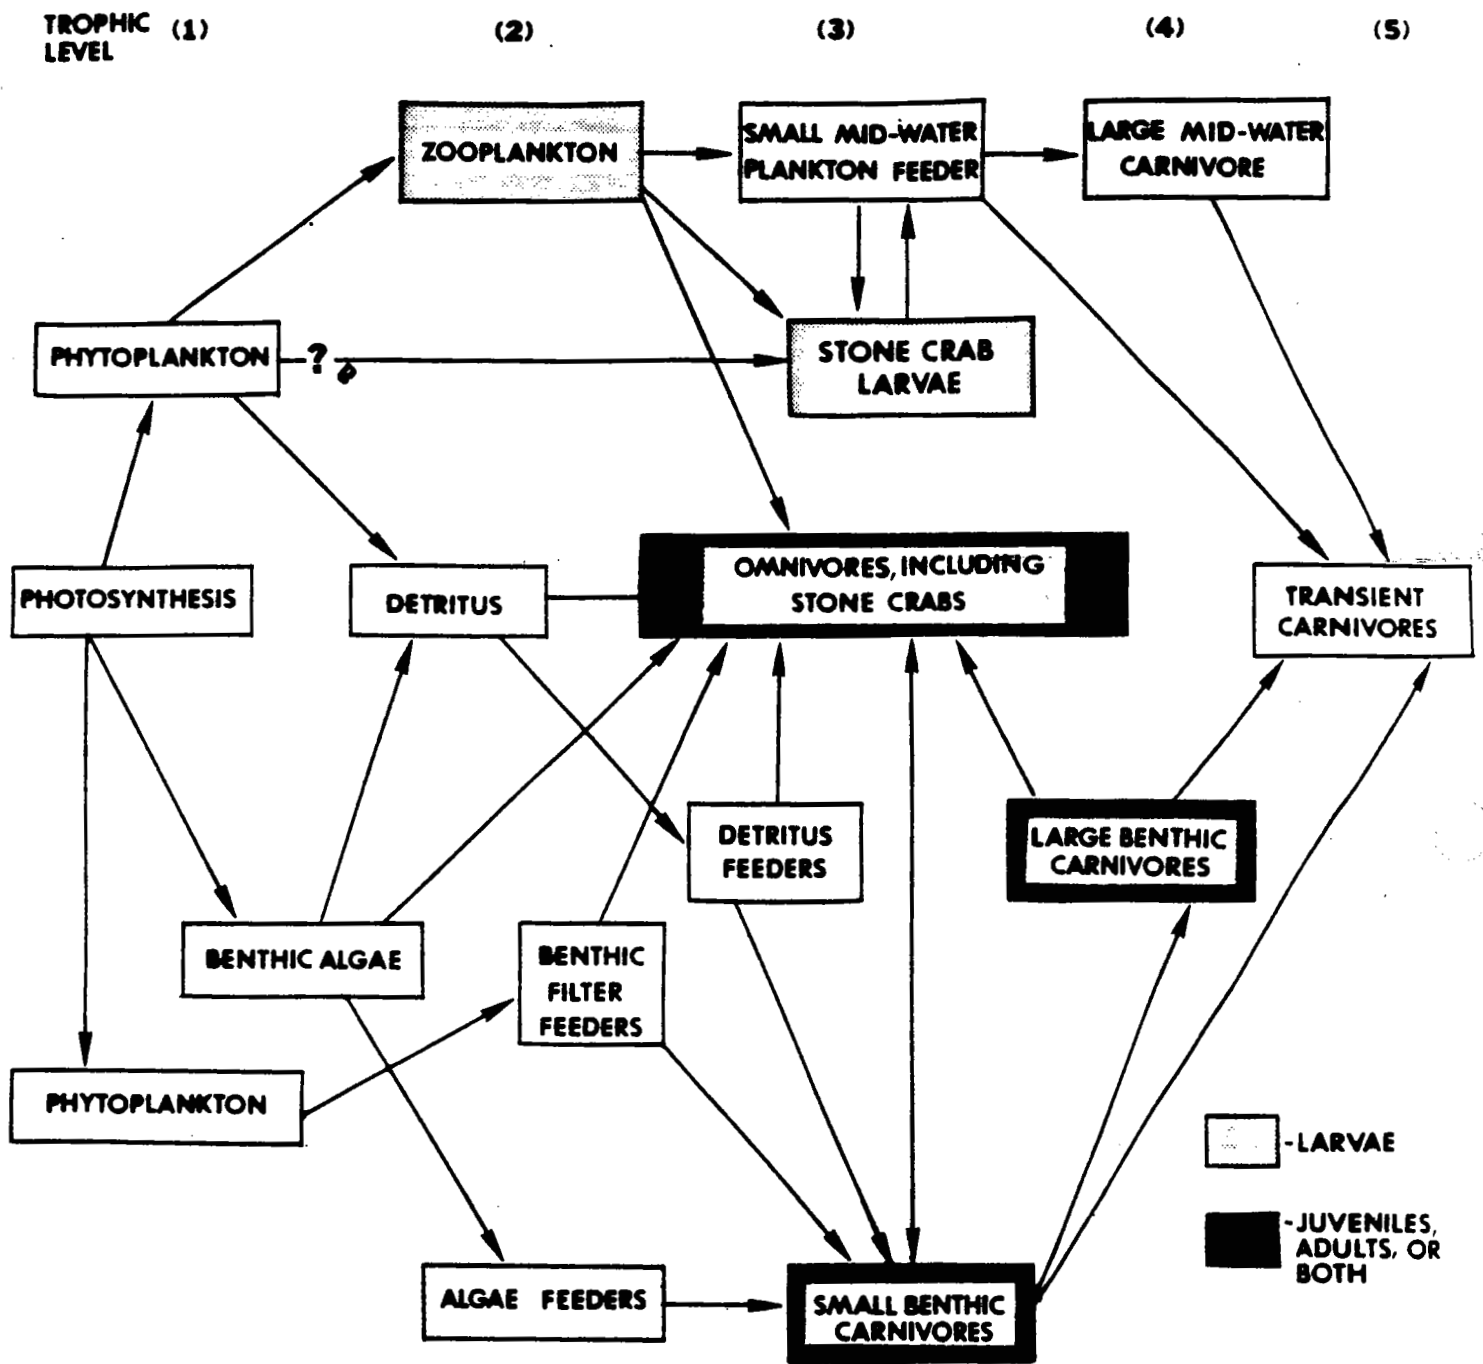 TROPHIC LEVEL (1) (2) (3) (4) (5)
ZOOPLANKTON
SMALL MID-WATER
PLANKTON FEEDER
LARGE MID-WATER
CARNIVORE
PHYTOPLANKTON
?
STONE CRAB
LARVAE
PHOTOSYNTHESIS
DETRITUS
OMNIVORES, INCLUDING
STONE CRABS
TRANSIENT
CARNIVORES
DETRITUS
FEEDERS
LARGE BENTHIC
CARNIVORES
BENTHIC ALGAE
BENTHIC
FILTER
FEEDERS
PHYTOPLANKTON
ALGAE FEEDERS
SMALL BENTHIC
CARNIVORES
-LARVAE
-JUVENILES,
ADULTS, OR
BOTH